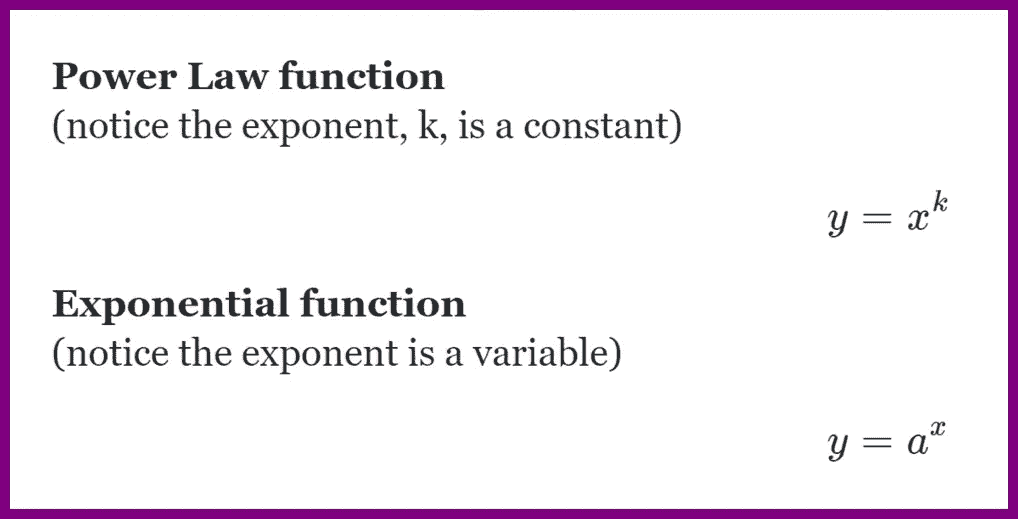 Power Law function
(notice the exponent, k, is a constant)
y = x^k
Exponential function
(notice the exponent is a variable)
y = a^x